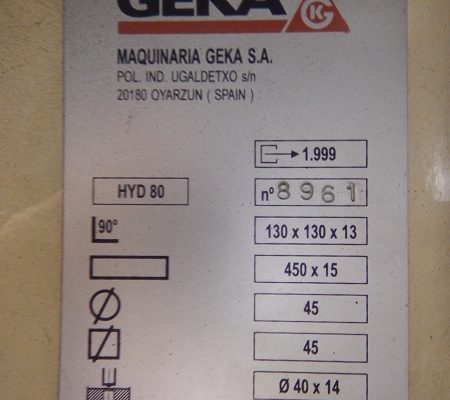 GEKA
K
MAQUINARIA GEKA S.A.
POL. IND. UGALDETXO s/n
20180 OYARZUN ( SPAIN )
1.999
HYD 80
nº 8961
90º
130 x 130 x 13
450 x 15
45
45
Ø 40 x 14